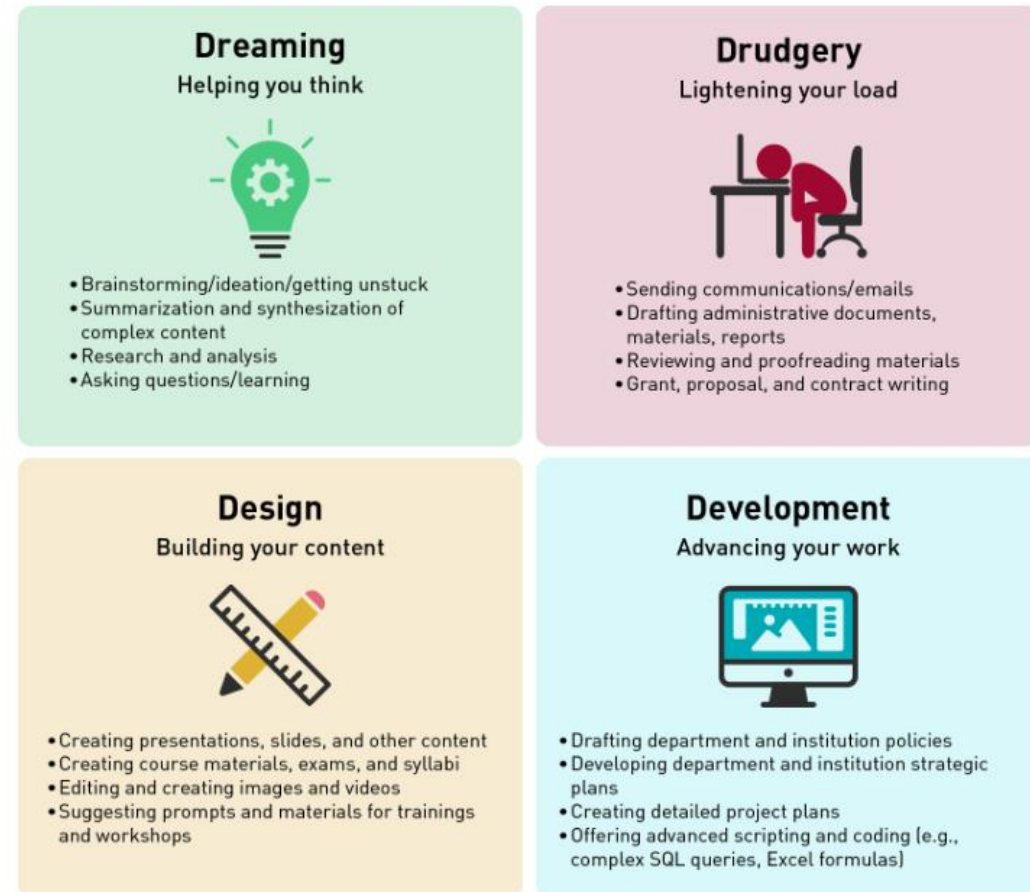 Dreaming
Helping you think
• Brainstorming/ideation/getting unstuck
• Summarization and synthesization of
complex content
• Research and analysis
• Asking questions/learning
Drudgery
Lightening your load
• Sending communications/emails
• Drafting administrative documents,
materials, reports
• Reviewing and proofreading materials
• Grant, proposal, and contract writing
Design
Building your content
• Creating presentations, slides, and other content
• Creating course materials, exams, and syllabi
• Editing and creating images and videos
• Suggesting prompts and materials for trainings
and workshops
Development
Advancing your work
• Drafting department and institution policies
• Developing department and institution strategic
plans
• Creating detailed project plans
• Offering advanced scripting and coding (e.g.,
complex SQL queries, Excel formulas)